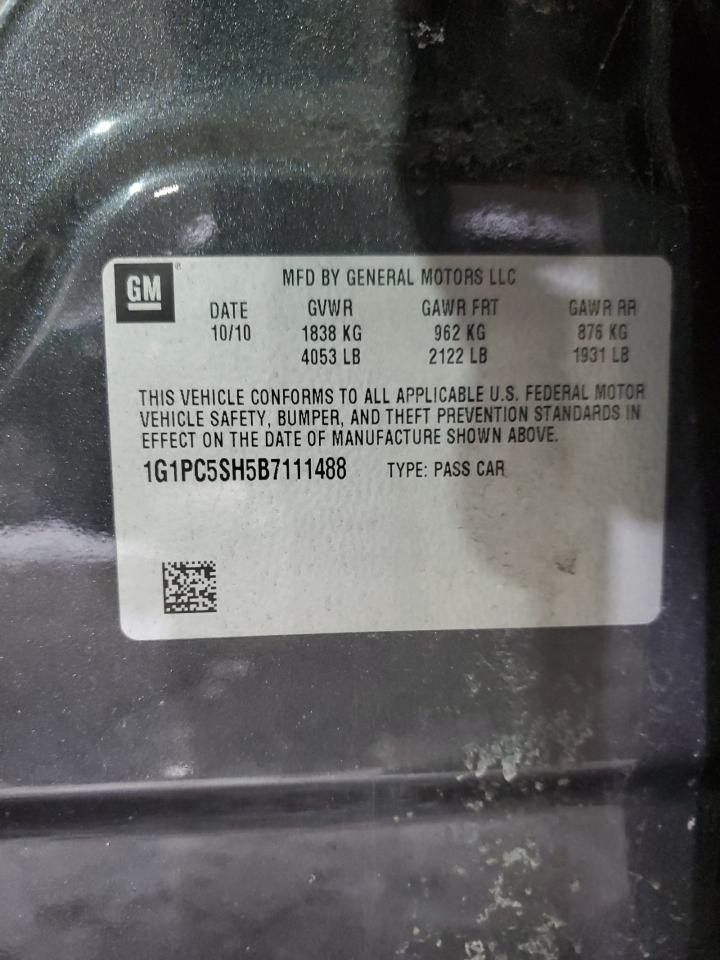 GM®
MFD BY GENERAL MOTORS LLC
DATE GVWR GAWR FRT GAWR RR
10/10 1838 KG 962 KG 876 KG
4053 LB 2122 LB 1931 LB
THIS VEHICLE CONFORMS TO ALL APPLICABLE U.S. FEDERAL MOTOR
VEHICLE SAFETY, BUMPER, AND THEFT PREVENTION STANDARDS IN
EFFECT ON THE DATE OF MANUFACTURE SHOWN ABOVE.
1G1PC5SH5B7111488 TYPE: PASS CAR